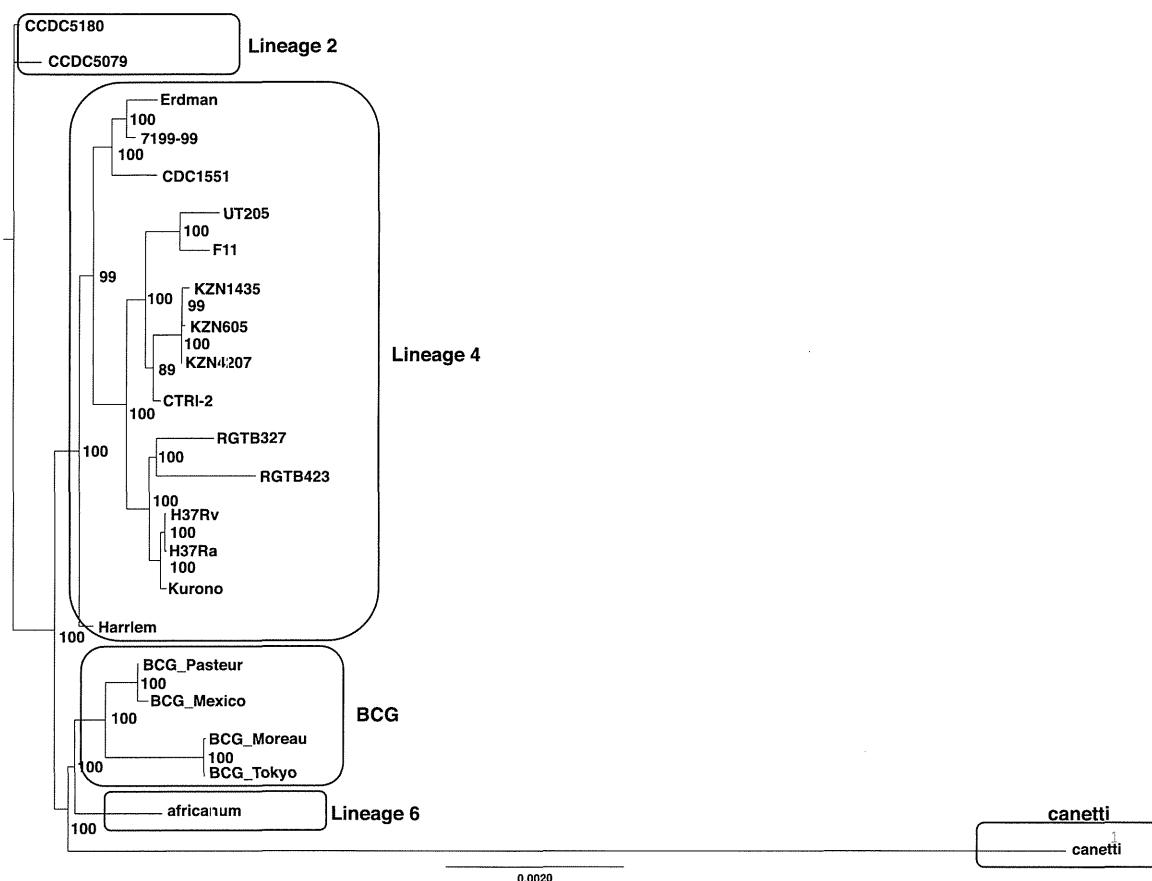 CCDC5180
Lineage 2
CCDC5079
Erdman
100
7199-99
100
CDC1551
UT205
100
F11
99
KZN1435
100
99
KZN605
100
Lineage 4
KZN4207
89
CTRI-2
100
RGTB327
100
100
RGTB423
100
H37Rv
100
H37Ra
100
Kurono
Harrlem
100
BCG_Pasteur
100
BCG_Mexico
BCG
100
BCG_Moreau
100
100
BCG_Tokyo
africanum
Lineage 6
canetti
100
1
canetti
0.0020